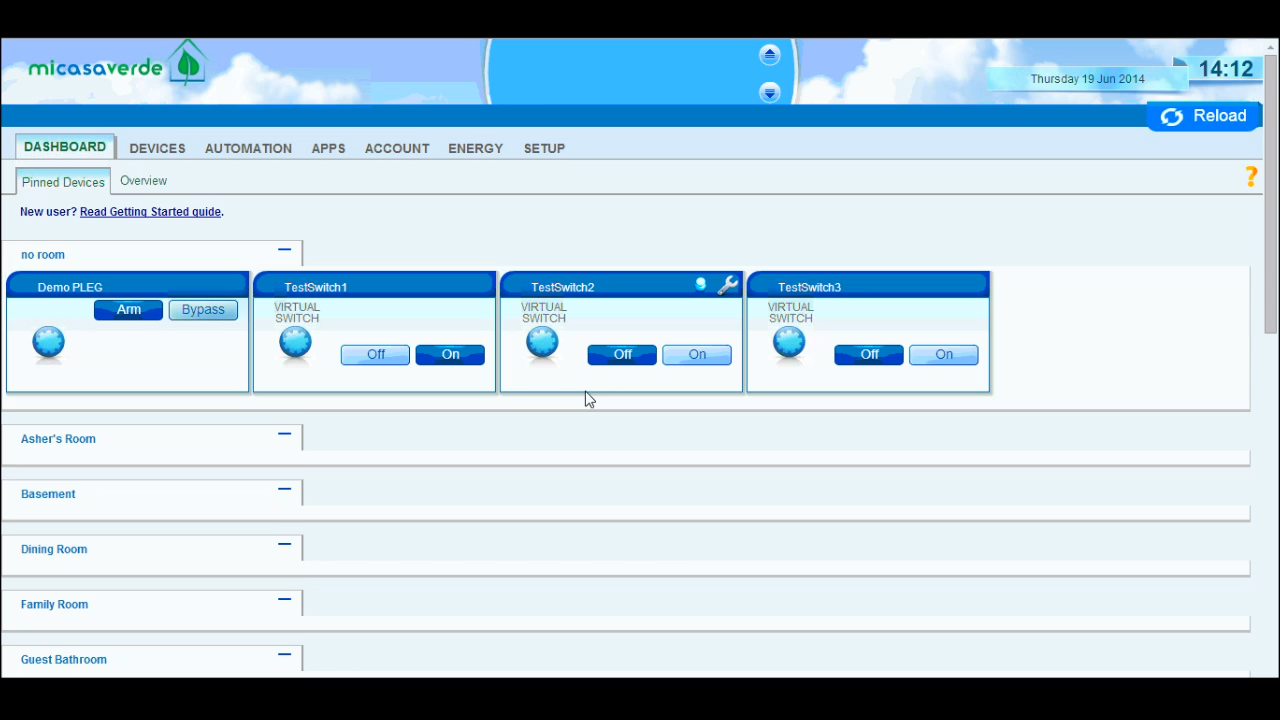 micasaverde
Thursday 19 Jun 2014
14:12
Reload
DASHBOARD DEVICES AUTOMATION APPS ACCOUNT ENERGY SETUP
Pinned Devices Overview
?
New user? Read Getting Started guide.
no room
Demo PLEG
Arm Bypass
TestSwitch1
VIRTUAL
SWITCH
Off On
TestSwitch2
VIRTUAL
SWITCH
Off On
TestSwitch3
VIRTUAL
SWITCH
Off On
Asher's Room
Basement
Dining Room
Family Room
Guest Bathroom